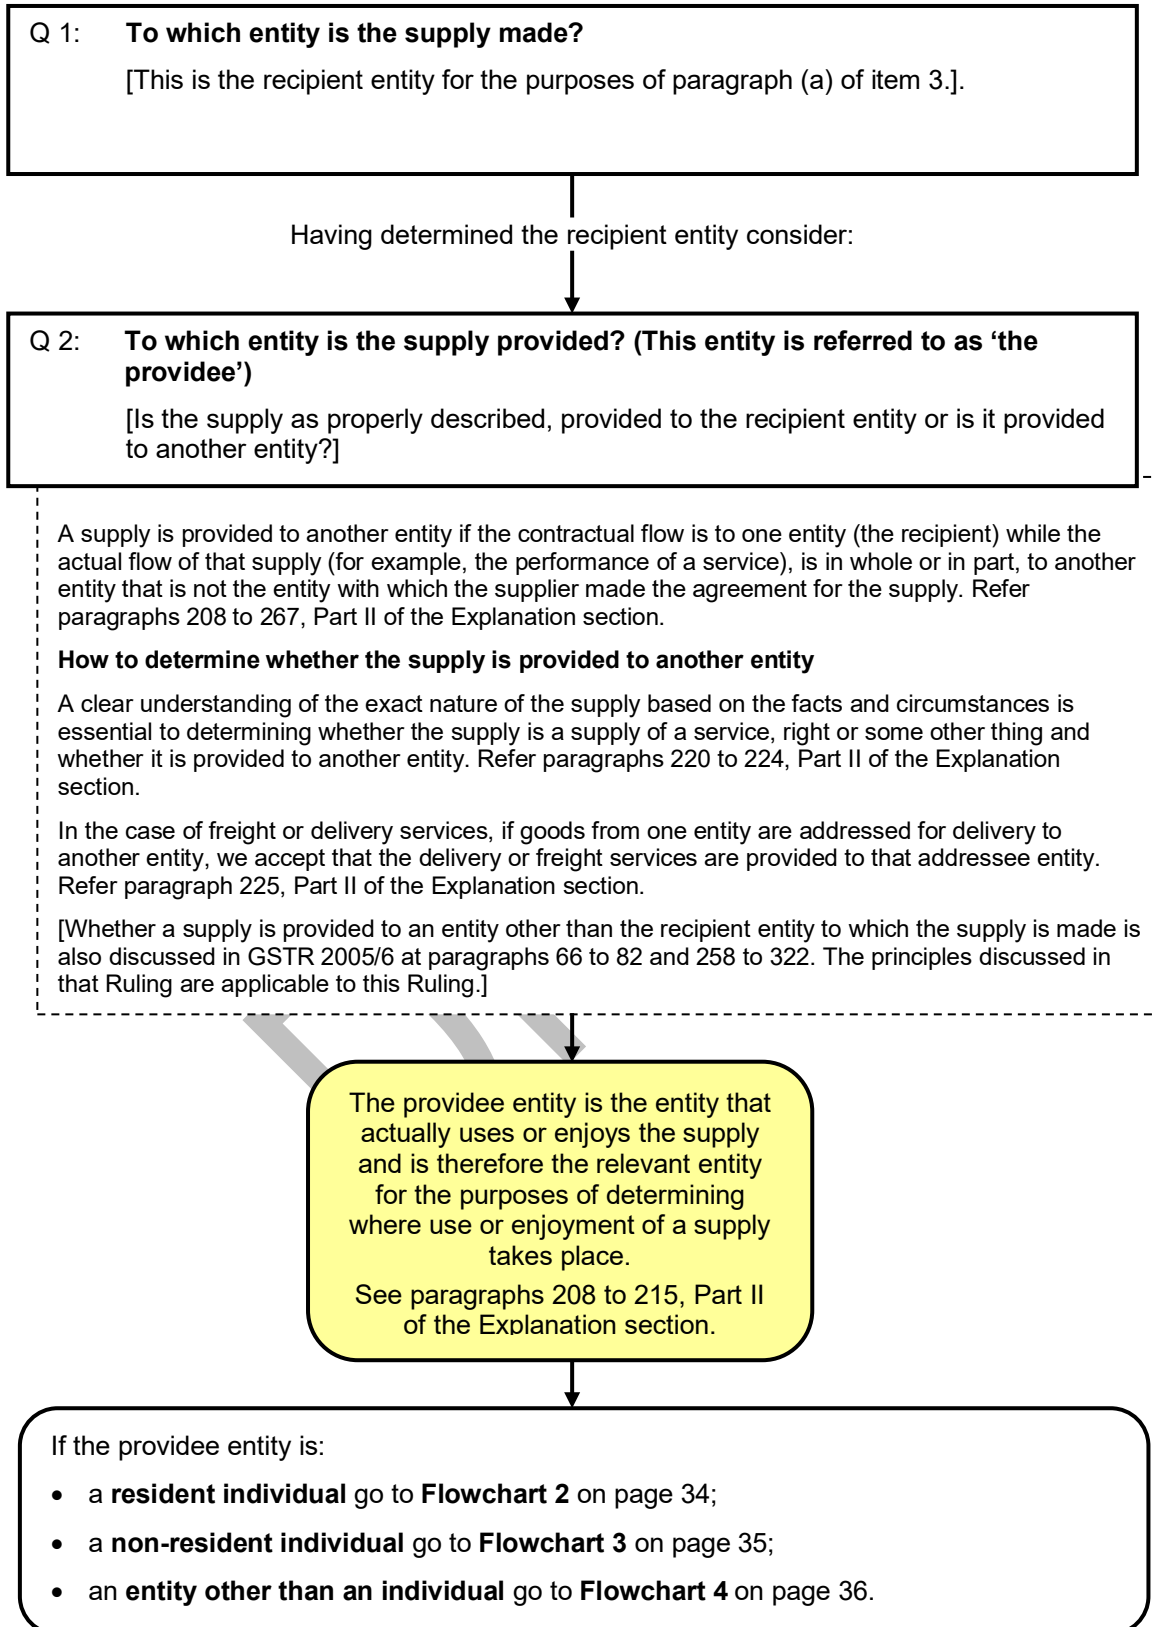 Q 1: To which entity is the supply made?
[This is the recipient entity for the purposes of paragraph (a) of item 3.].
Having determined the recipient entity consider:
Q 2: To which entity is the supply provided? (This entity is referred to as ‘the
providee’)
[Is the supply as properly described, provided to the recipient entity or is it provided
to another entity?]
A supply is provided to another entity if the contractual flow is to one entity (the recipient) while the
actual flow of that supply (for example, the performance of a service), is in whole or in part, to another
entity that is not the entity with which the supplier made the agreement for the supply. Refer
paragraphs 208 to 267, Part II of the Explanation section.
How to determine whether the supply is provided to another entity
A clear understanding of the exact nature of the supply based on the facts and circumstances is
essential to determining whether the supply is a supply of a service, right or some other thing and
whether it is provided to another entity. Refer paragraphs 220 to 224, Part II of the Explanation
section.
In the case of freight or delivery services, if goods from one entity are addressed for delivery to
another entity, we accept that the delivery or freight services are provided to that addressee entity.
Refer paragraph 225, Part II of the Explanation section.
[Whether a supply is provided to an entity other than the recipient entity to which the supply is made is
also discussed in GSTR 2005/6 at paragraphs 66 to 82 and 258 to 322. The principles discussed in
that Ruling are applicable to this Ruling.]
The providee entity is the entity that
actually uses or enjoys the supply
and is therefore the relevant entity
for the purposes of determining
where use or enjoyment of a supply
takes place.
See paragraphs 208 to 215, Part II
of the Explanation section.
If the providee entity is:
• a resident individual go to Flowchart 2 on page 34;
• a non-resident individual go to Flowchart 3 on page 35;
• an entity other than an individual go to Flowchart 4 on page 36.